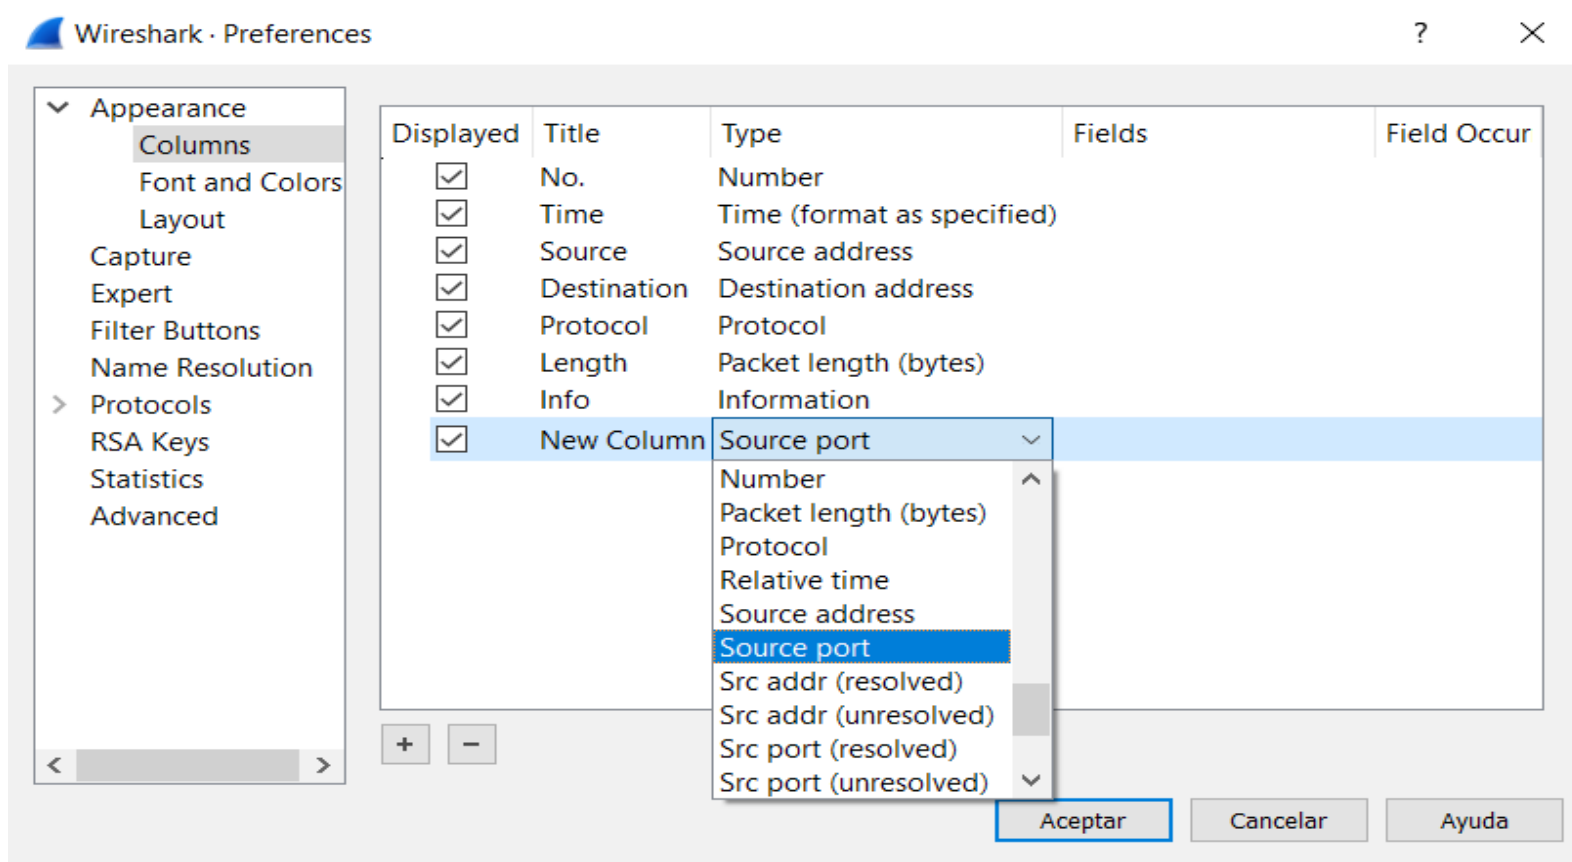 Wireshark · Preferences ?
Appearance
Columns
Font and Colors
Layout
Capture
Expert
Filter Buttons
Name Resolution
Protocols
RSA Keys
Statistics
Advanced
Displayed Title Type Fields Field Occur
No. Number
Time Time (format as specified)
Source Source address
Destination Destination address
Protocol Protocol
Length Packet length (bytes)
Info Information
New Column Source port
Number
Packet length (bytes)
Protocol
Relative time
Source address
Source port
Src addr (resolved)
Src addr (unresolved)
Src port (resolved)
Src port (unresolved)
+ −
Aceptar Cancelar Ayuda